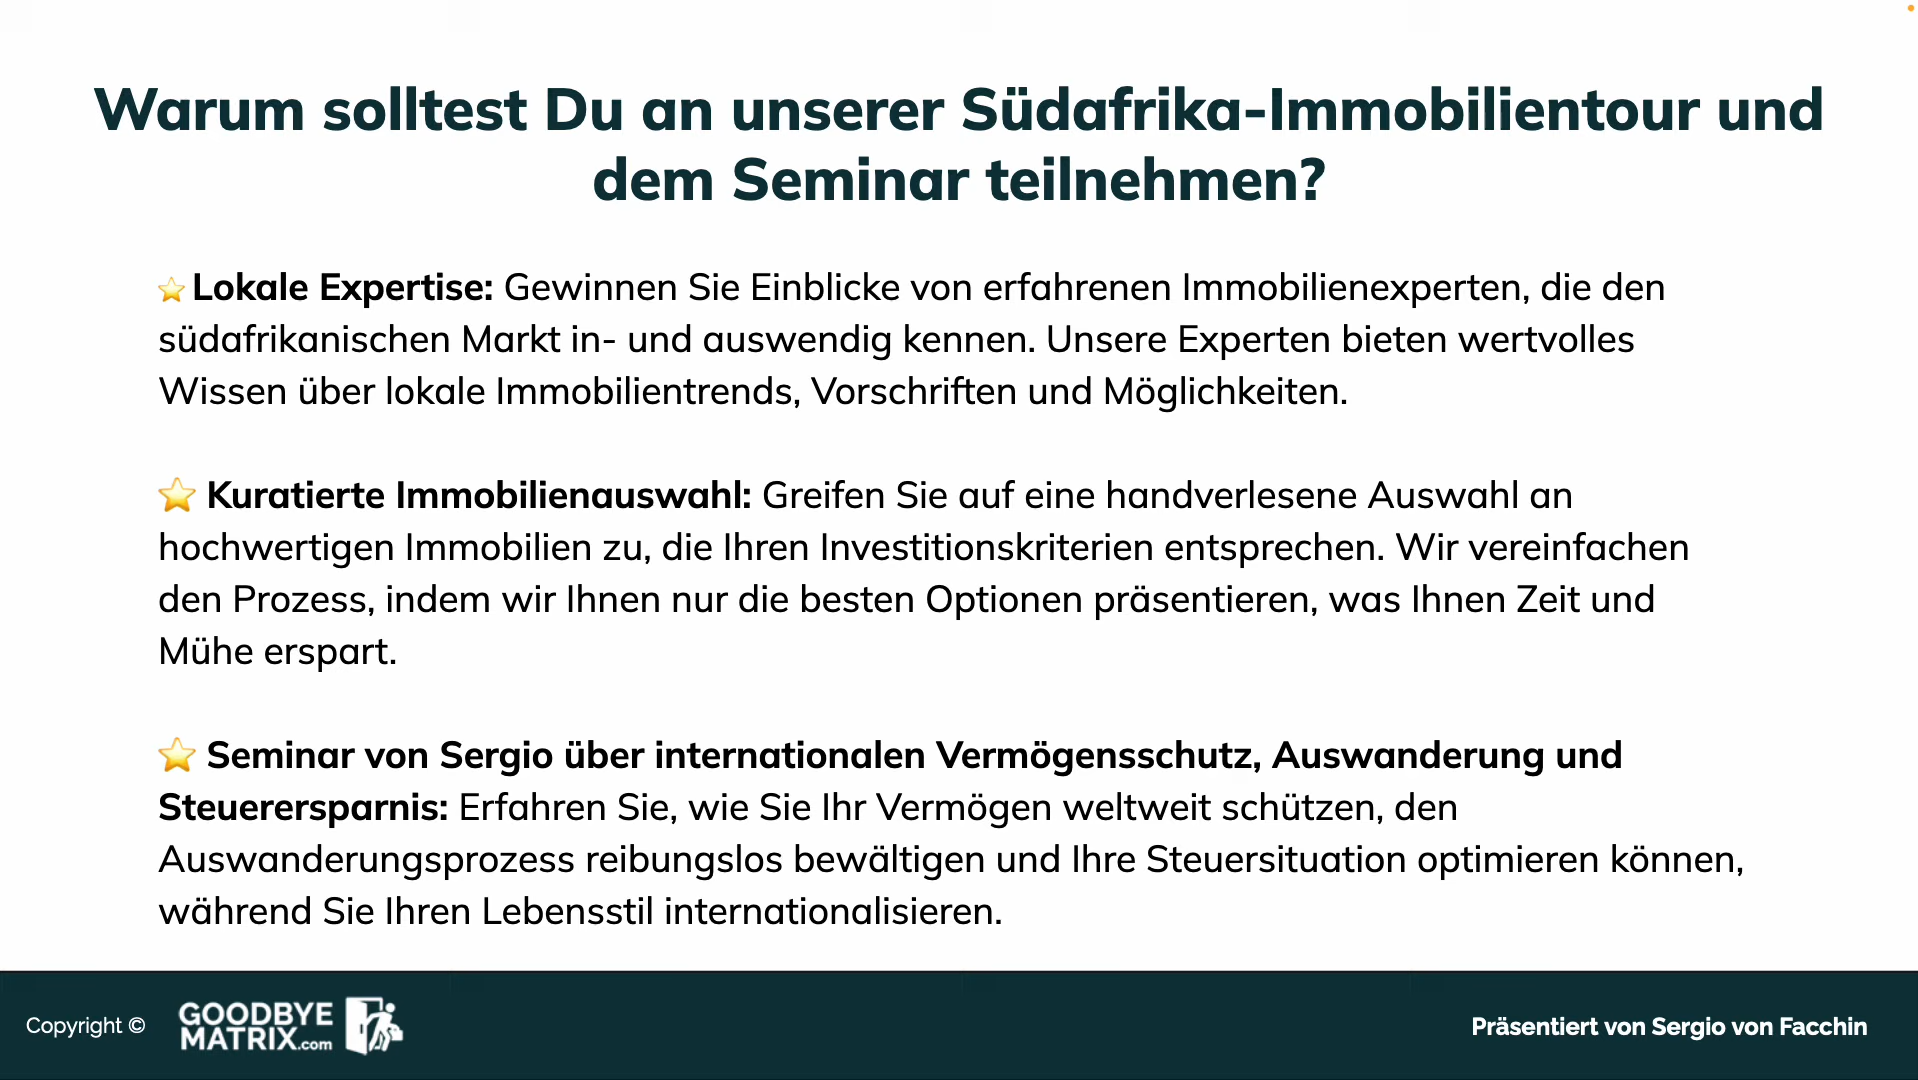 Warum solltest Du an unserer Südafrika-Immobilientour und
dem Seminar teilnehmen?
⭐ Lokale Expertise: Gewinnen Sie Einblicke von erfahrenen Immobilienexperten, die den
südafrikanischen Markt in- und auswendig kennen. Unsere Experten bieten wertvolles
Wissen über lokale Immobilientrends, Vorschriften und Möglichkeiten.
⭐ Kuratierte Immobilienauswahl: Greifen Sie auf eine handverlesene Auswahl an
hochwertigen Immobilien zu, die Ihren Investitionskriterien entsprechen. Wir vereinfachen
den Prozess, indem wir Ihnen nur die besten Optionen präsentieren, was Ihnen Zeit und
Mühe erspart.
⭐ Seminar von Sergio über internationalen Vermögensschutz, Auswanderung und
Steuerersparnis: Erfahren Sie, wie Sie Ihr Vermögen weltweit schützen, den
Auswanderungsprozess reibungslos bewältigen und Ihre Steuersituation optimieren können,
während Sie Ihren Lebensstil internationalisieren.
Copyright ©
GOODBYE
MATRIX.com
Präsentiert von Sergio von Facchin